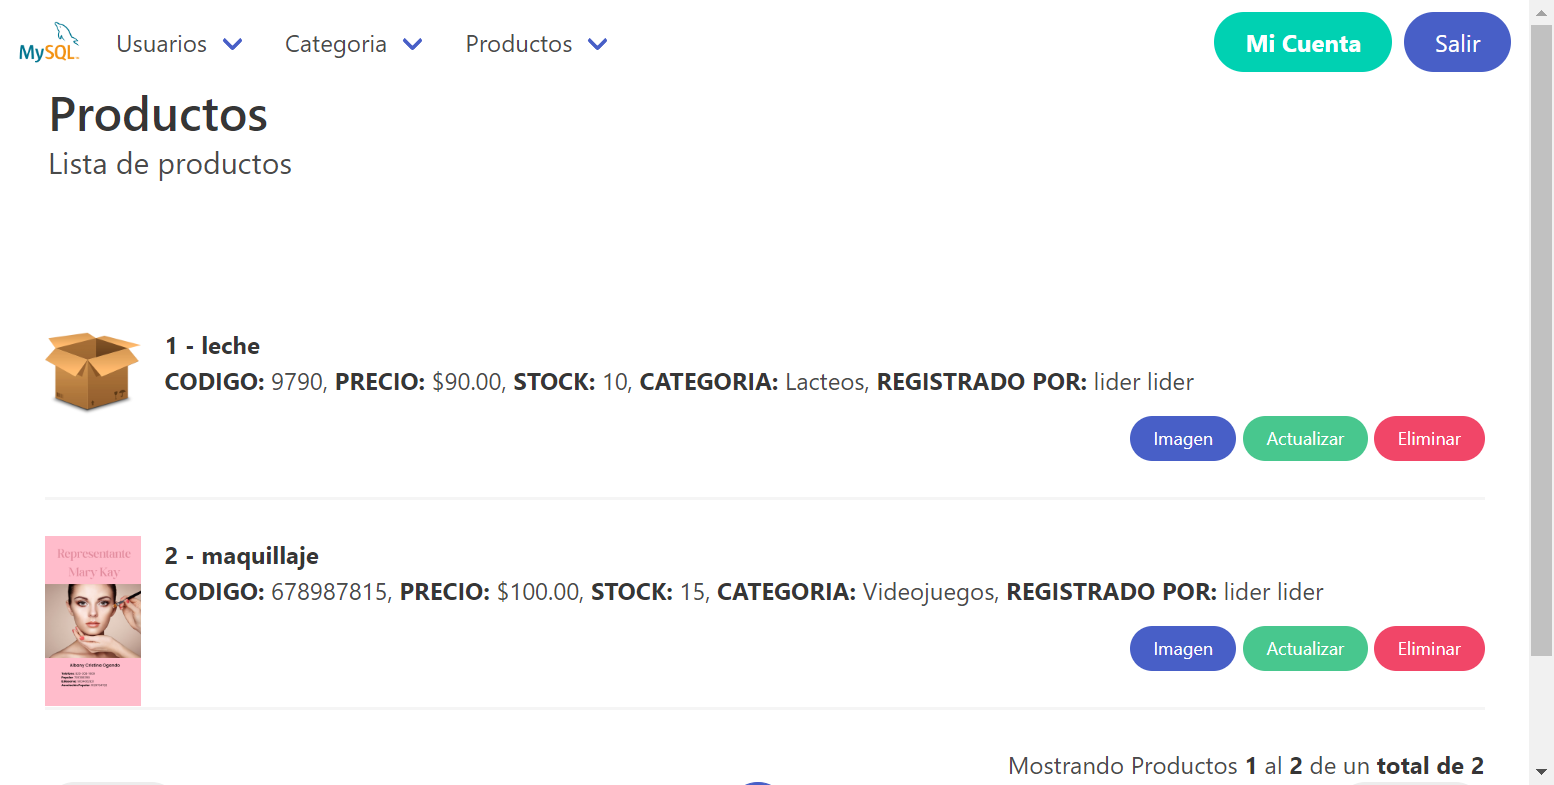 MySQL Usuarios Categoria Productos Mi Cuenta Salir
Productos
Lista de productos
1 - leche
CODIGO: 9790, PRECIO: $90.00, STOCK: 10, CATEGORIA: Lacteos, REGISTRADO POR: lider lider
Imagen Actualizar Eliminar
Representante
Mary Kay
2 - maquillaje
CODIGO: 678987815, PRECIO: $100.00, STOCK: 15, CATEGORIA: Videojuegos, REGISTRADO POR: lider lider
Imagen Actualizar Eliminar
Mostrando Productos 1 al 2 de un total de 2